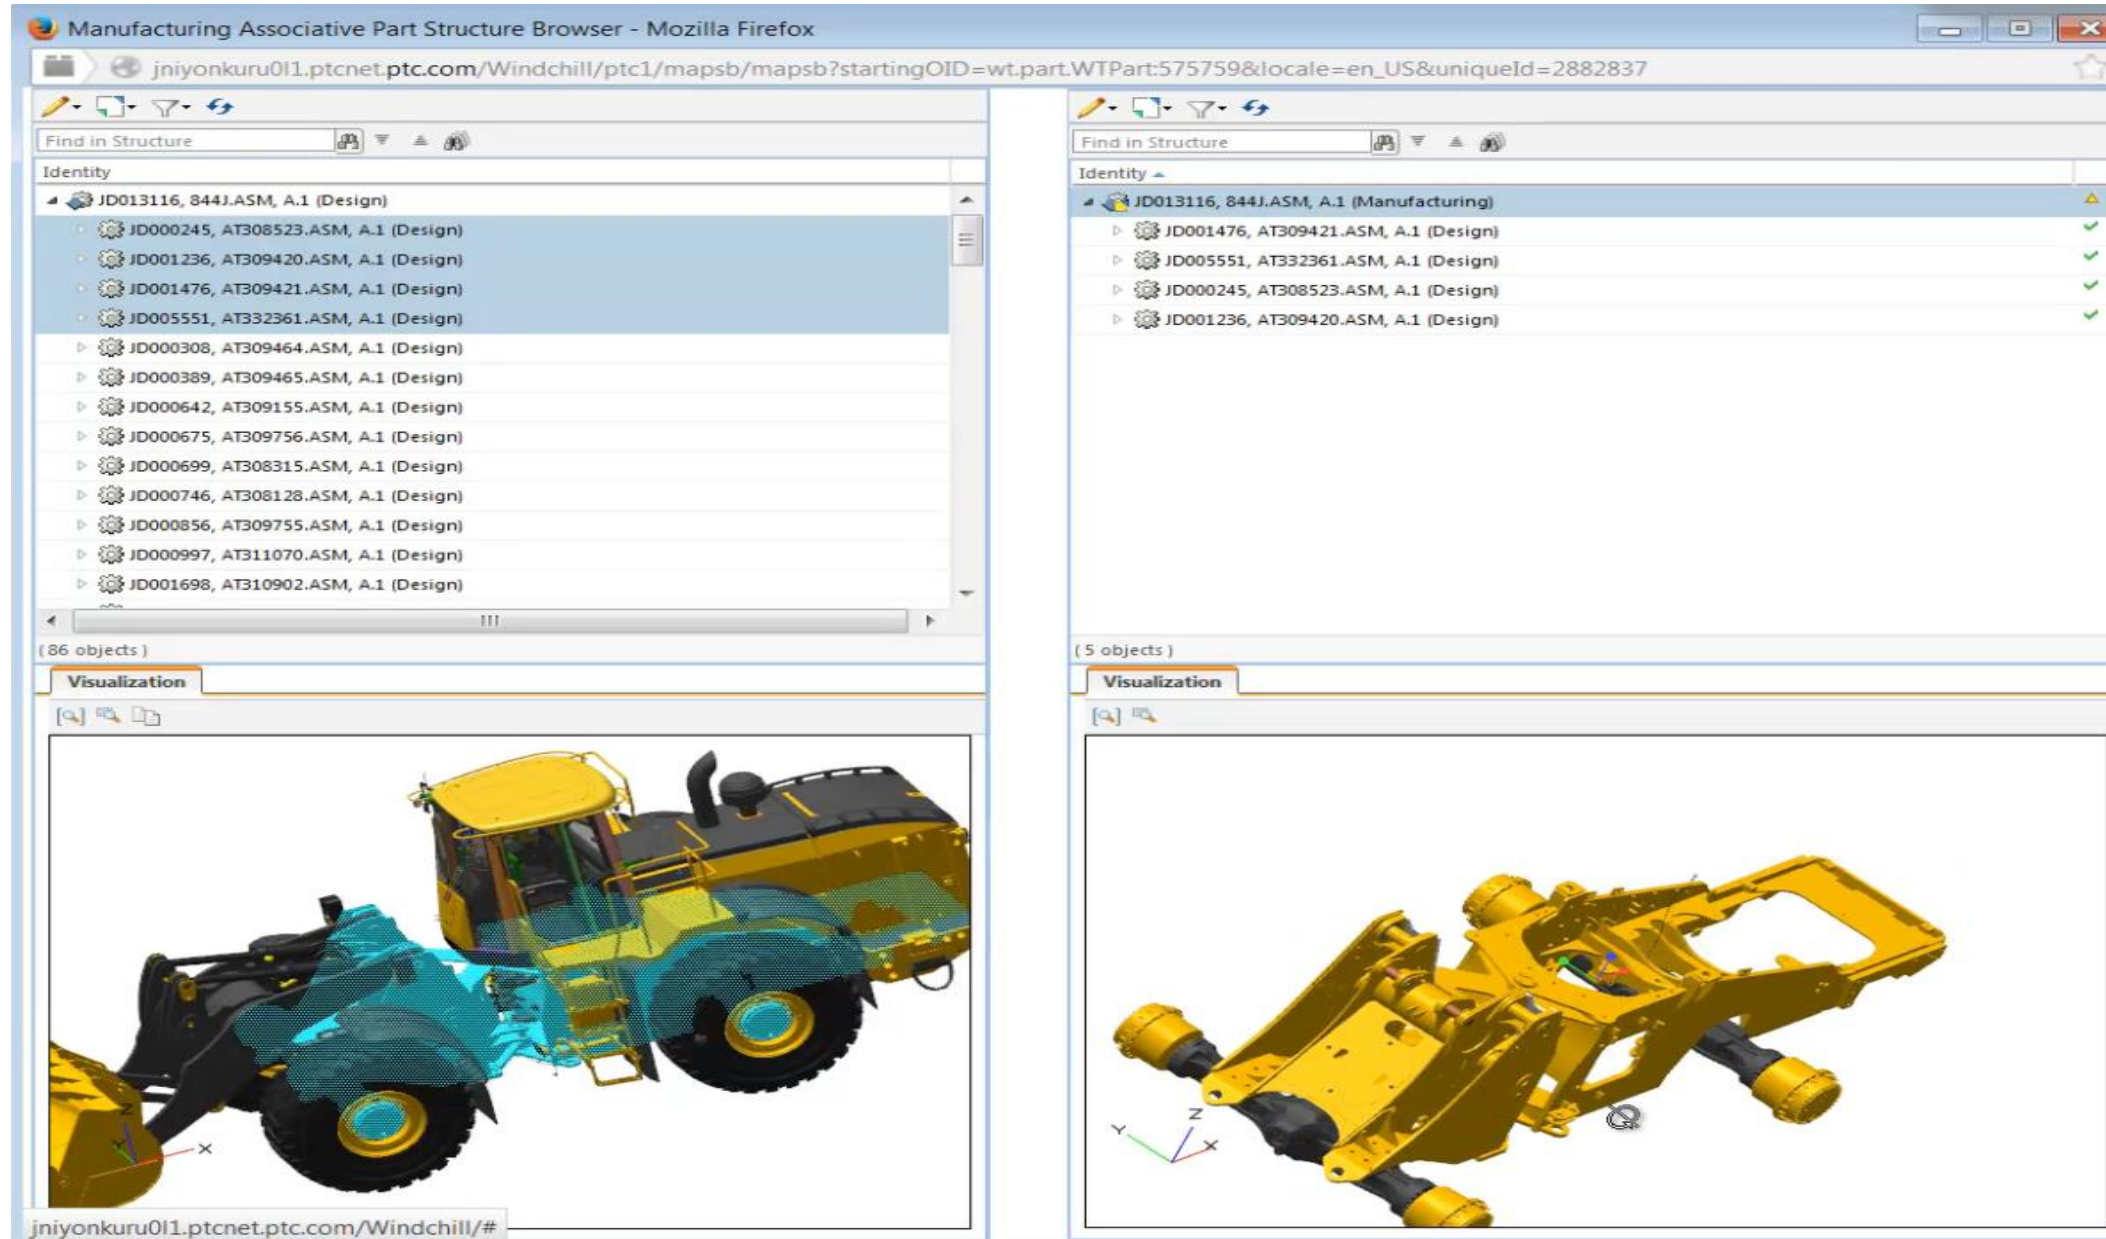 Manufacturing Associative Part Structure Browser - Mozilla Firefox
jniyonkuru0l1.ptcnet.ptc.com/Windchill/ptc1/mapsb/mapsb?startingOID=wt.part.WTPart:575759&locale=en_US&uniqueId=2882837
Find in Structure
Identity
JD013116, 844J.ASM, A.1 (Design)
JD000245, AT308523.ASM, A.1 (Design)
JD001236, AT309420.ASM, A.1 (Design)
JD001476, AT309421.ASM, A.1 (Design)
JD005551, AT332361.ASM, A.1 (Design)
JD000308, AT309464.ASM, A.1 (Design)
JD000389, AT309465.ASM, A.1 (Design)
JD000642, AT309155.ASM, A.1 (Design)
JD000675, AT309756.ASM, A.1 (Design)
JD000699, AT308315.ASM, A.1 (Design)
JD000746, AT308128.ASM, A.1 (Design)
JD000856, AT309755.ASM, A.1 (Design)
JD000997, AT311070.ASM, A.1 (Design)
JD001698, AT310902.ASM, A.1 (Design)
(86 objects)
Visualization
Z
X
jniyonkuru0l1.ptcnet.ptc.com/Windchill/#
Find in Structure
Identity
JD013116, 844J.ASM, A.1 (Manufacturing)
JD001476, AT309421.ASM, A.1 (Design)
JD005551, AT332361.ASM, A.1 (Design)
JD000245, AT308523.ASM, A.1 (Design)
JD001236, AT309420.ASM, A.1 (Design)
(5 objects)
Visualization
Z
Y
X